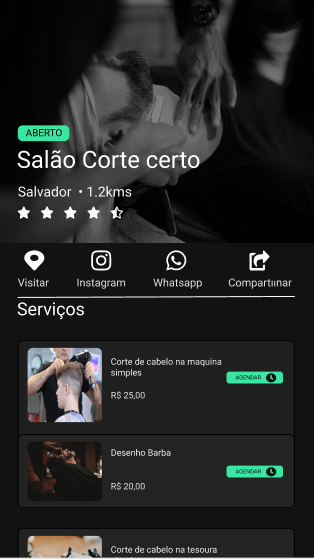 ABERTO
Salão Corte certo
Salvador • 1.2kms
Visitar
Instagram
Whatsapp
Compartiınar
Serviços
Corte de cabelo na maquina
simples
AGENDAR
R$ 25,00
Desenho Barba
AGENDAR
R$ 20,00
Corte de cabelo na tesoura